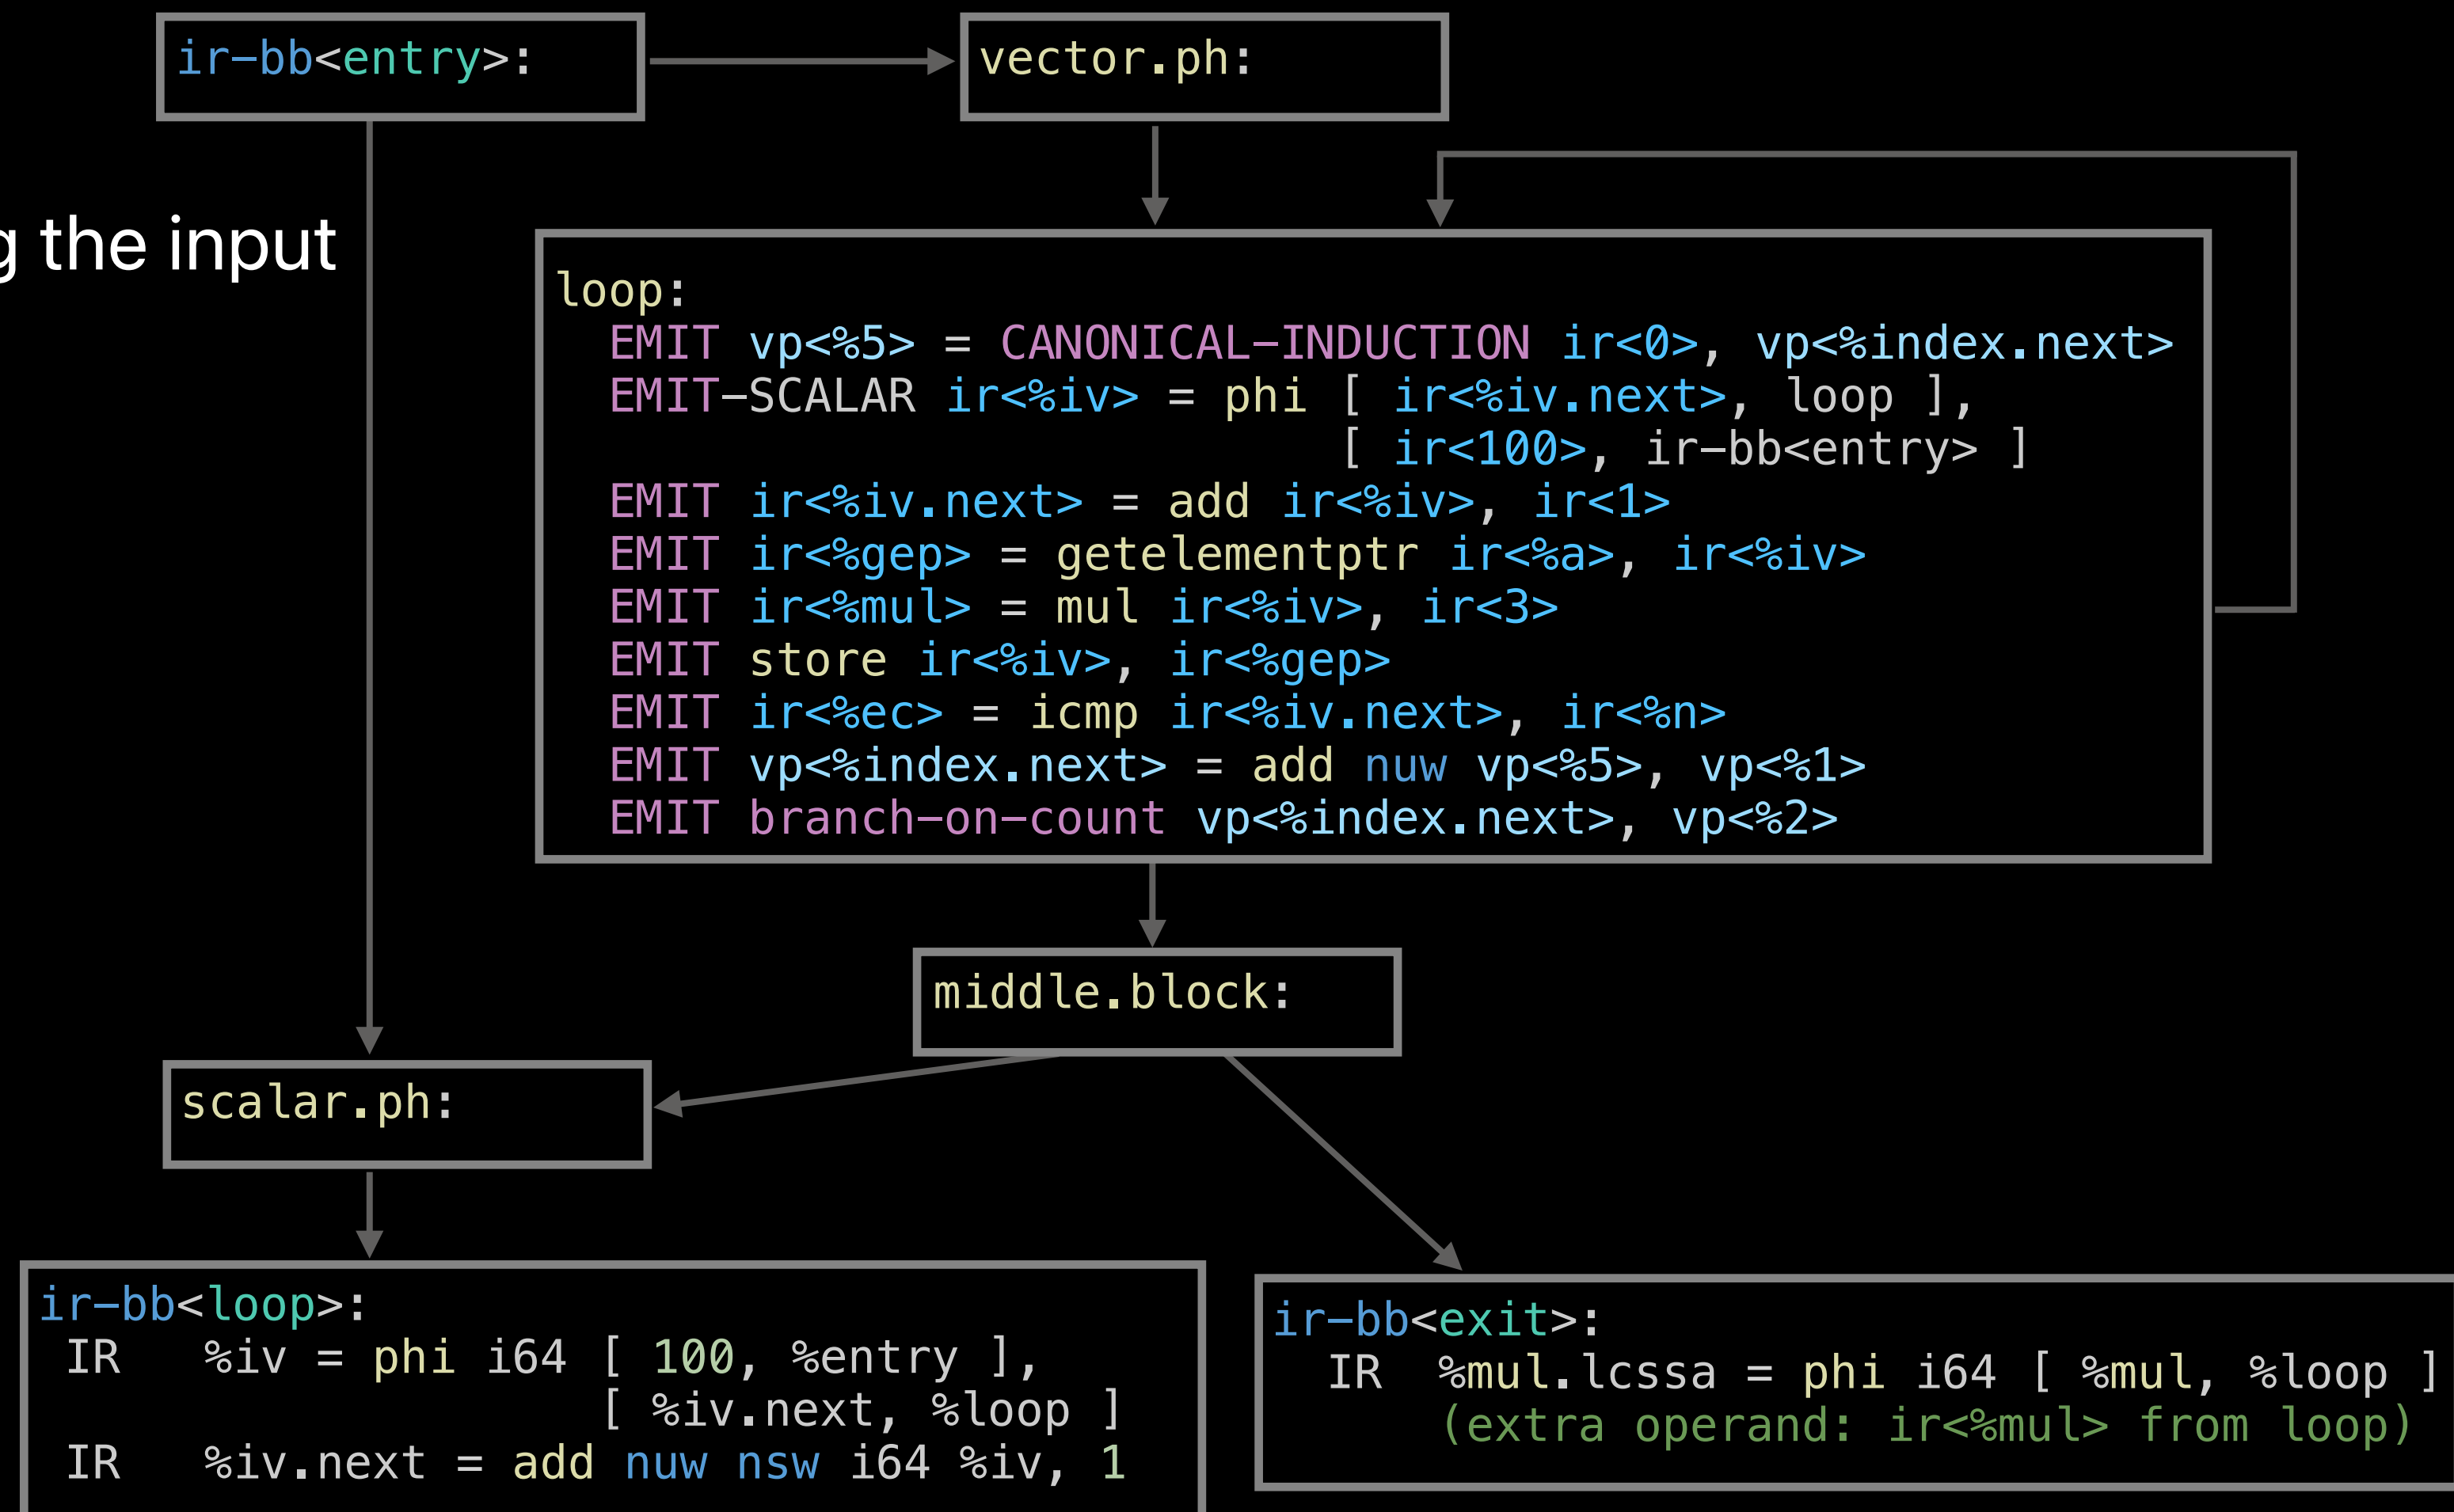 ir-bb<entry>:
vector.ph:
g the input
loop:
  EMIT vp<%5> = CANONICAL-INDUCTION ir<0>, vp<%index.next>
  EMIT-SCALAR ir<%iv> = phi [ ir<%iv.next>, loop ],
                            [ ir<100>, ir-bb<entry> ]
  EMIT ir<%iv.next> = add ir<%iv>, ir<1>
  EMIT ir<%gep> = getelementptr ir<%a>, ir<%iv>
  EMIT ir<%mul> = mul ir<%iv>, ir<3>
  EMIT store ir<%iv>, ir<%gep>
  EMIT ir<%ec> = icmp ir<%iv.next>, ir<%n>
  EMIT vp<%index.next> = add nuw vp<%5>, vp<%1>
  EMIT branch-on-count vp<%index.next>, vp<%2>
middle.block:
scalar.ph:
ir-bb<loop>:
 IR   %iv = phi i64 [ 100, %entry ],
                    [ %iv.next, %loop ]
 IR   %iv.next = add nuw nsw i64 %iv, 1
ir-bb<exit>:
  IR   %mul.lcssa = phi i64 [ %mul, %loop ]
      (extra operand: ir<%mul> from loop)